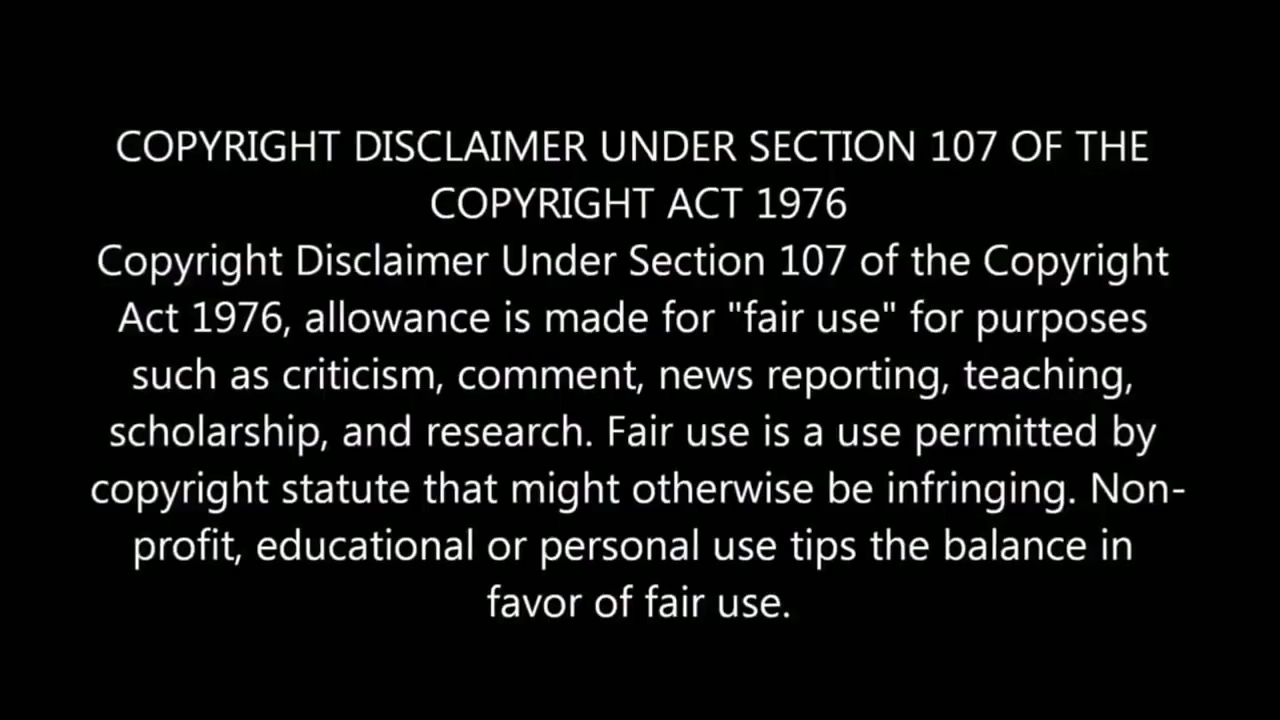 COPYRIGHT DISCLAIMER UNDER SECTION 107 OF THE
COPYRIGHT ACT 1976
Copyright Disclaimer Under Section 107 of the Copyright
Act 1976, allowance is made for "fair use" for purposes
such as criticism, comment, news reporting, teaching,
scholarship, and research. Fair use is a use permitted by
copyright statute that might otherwise be infringing. Non-
profit, educational or personal use tips the balance in
favor of fair use.